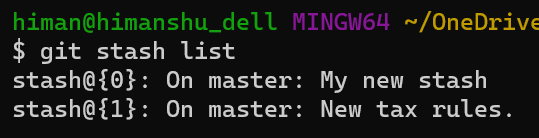 himan@himanshu_dell MINGW64 ~/OneDrive
$ git stash list
stash@{0}: On master: My new stash
stash@{1}: On master: New tax rules.